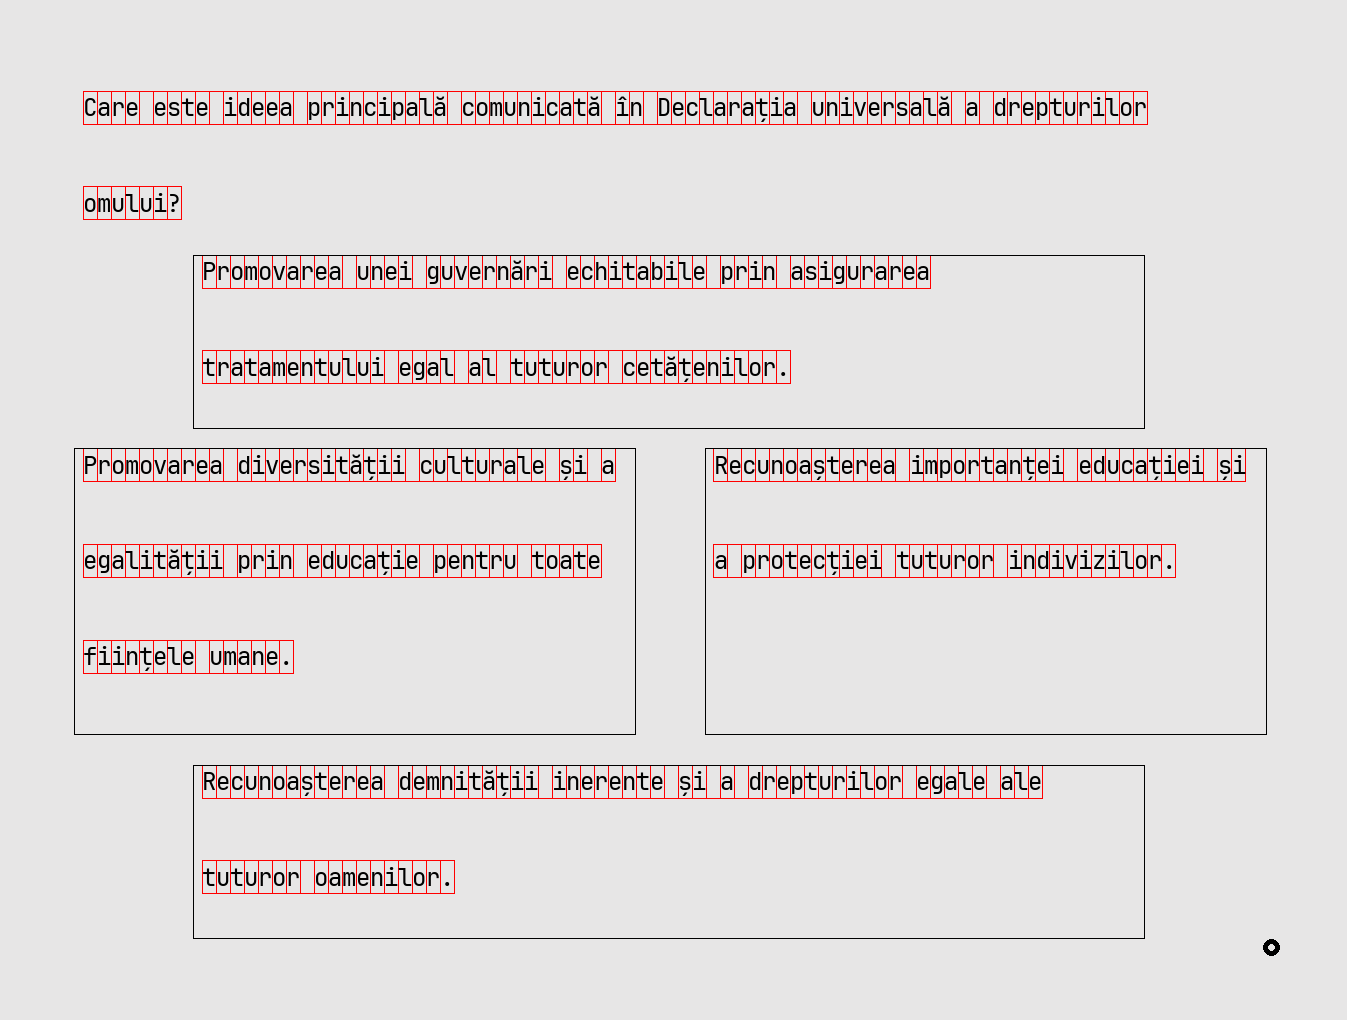 Care este ideea principală comunicată în Declarația universală a drepturilor
omului?
Promovarea unei guvernări echitabile prin asigurarea
tratamentului egal al tuturor cetățenilor.
Promovarea diversității culturale și a
egalității prin educație pentru toate
ființele umane.
Recunoașterea importanței educației și
a protecției tuturor indivizilor.
Recunoașterea demnității inerente și a drepturilor egale ale
tuturor oamenilor.